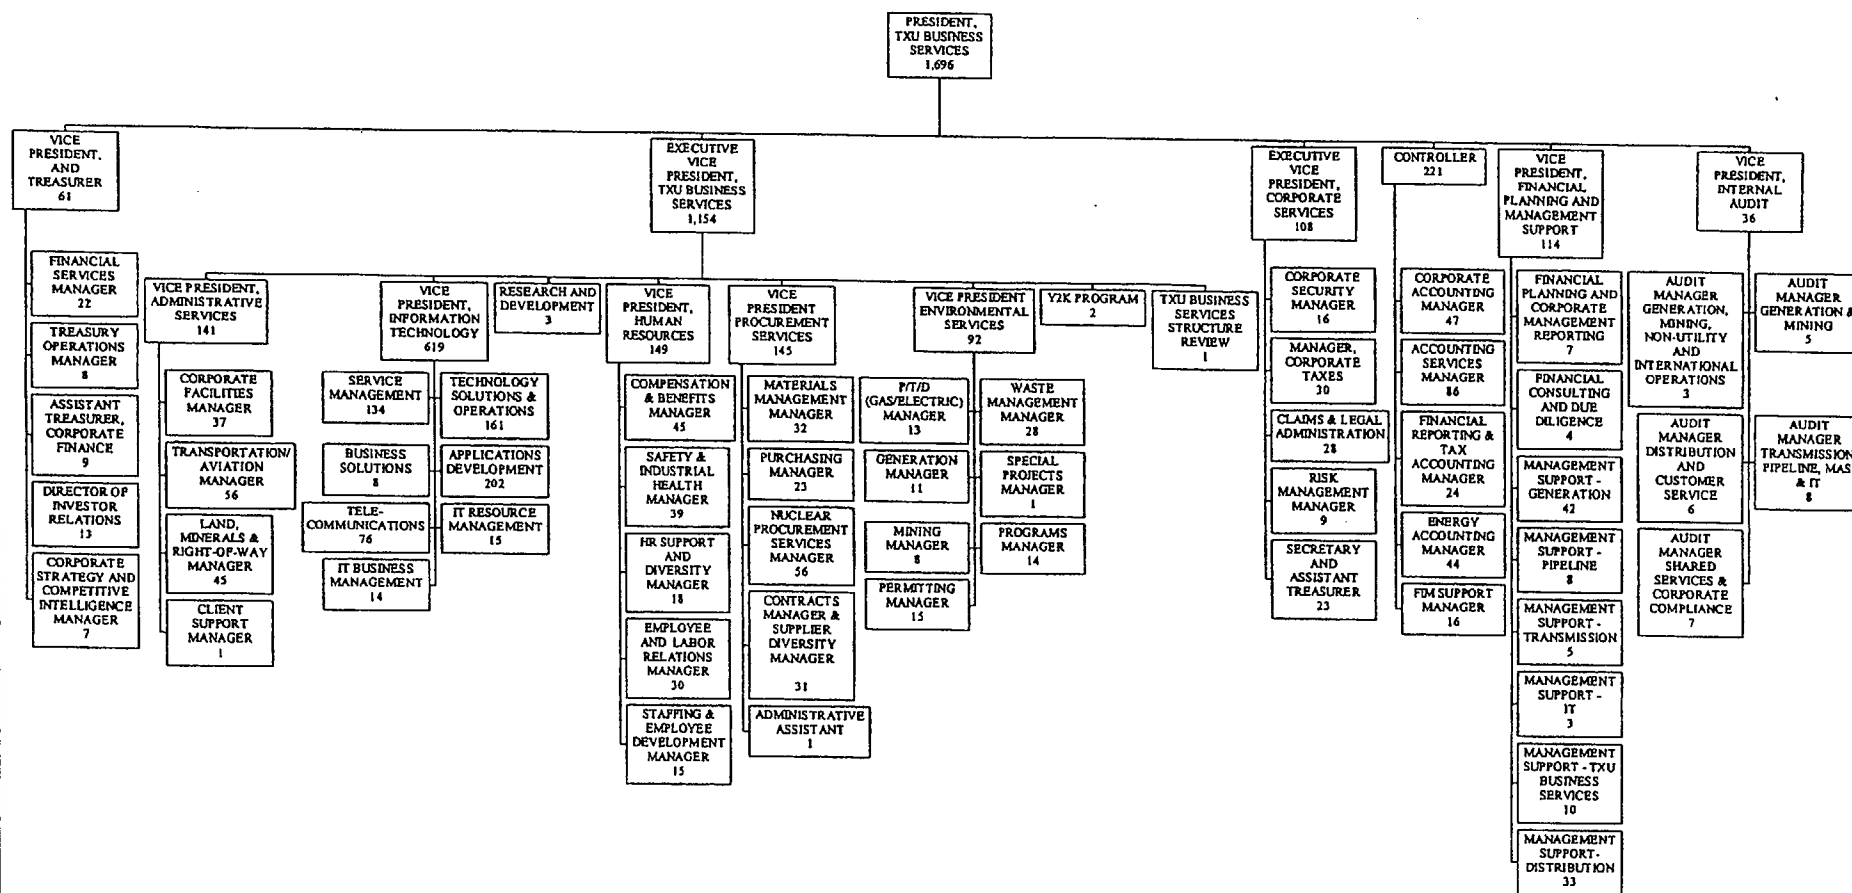 PRESIDENT,
TXU BUSINESS
SERVICES
1,696
VICE
PRESIDENT,
AND
TREASURER
61
EXECUTIVE
VICE
PRESIDENT,
TXU BUSINESS
SERVICES
1,154
EXECUTIVE
VICE
PRESIDENT,
CORPORATE
SERVICES
108
CONTROLLER
221
VICE
PRESIDENT,
FINANCIAL
PLANNING AND
MANAGEMENT
SUPPORT
114
VICE
PRESIDENT,
INTERNAL
AUDIT
36
FINANCIAL
SERVICES
MANAGER
22
TREASURY
OPERATIONS
MANAGER
8
ASSISTANT
TREASURER,
CORPORATE
FINANCE
9
DIRECTOR OF
INVESTOR
RELATIONS
13
CORPORATE
STRATEGY AND
COMPETITIVE
INTELLIGENCE
MANAGER
7
VICE PRESIDENT,
ADMINISTRATIVE
SERVICES
141
CORPORATE
FACILITIES
MANAGER
37
TRANSPORTATION/
AVIATION
MANAGER
56
LAND,
MINERALS &
RIGHT-OF-WAY
MANAGER
45
CLIENT
SUPPORT
MANAGER
1
VICE
PRESIDENT,
INFORMATION
TECHNOLOGY
619
SERVICE
MANAGEMENT
134
BUSINESS
SOLUTIONS
8
TELE-
COMMUNICATIONS
76
IT BUSINESS
MANAGEMENT
14
TECHNOLOGY
SOLUTIONS &
OPERATIONS
161
APPLICATIONS
DEVELOPMENT
202
IT RESOURCE
MANAGEMENT
15
RESEARCH AND
DEVELOPMENT
3
VICE
PRESIDENT,
HUMAN
RESOURCES
149
COMPENSATION
& BENEFITS
MANAGER
45
SAFETY &
INDUSTRIAL
HEALTH
MANAGER
39
HR SUPPORT
AND
DIVERSITY
MANAGER
18
EMPLOYEE
AND LABOR
RELATIONS
MANAGER
30
STAFFING &
EMPLOYEE
DEVELOPMENT
MANAGER
15
VICE
PRESIDENT
PROCUREMENT
SERVICES
145
MATERIALS
MANAGEMENT
MANAGER
32
PURCHASING
MANAGER
23
NUCLEAR
PROCUREMENT
SERVICES
MANAGER
56
CONTRACTS
MANAGER &
SUPPLIER
DIVERSITY
MANAGER
31
ADMINISTRATIVE
ASSISTANT
1
VICE PRESIDENT
ENVIRONMENTAL
SERVICES
92
P/T/D
(GAS/ELECTRIC)
MANAGER
13
GENERATION
MANAGER
11
MINING
MANAGER
8
PERMITTING
MANAGER
15
WASTE
MANAGEMENT
MANAGER
28
SPECIAL
PROJECTS
MANAGER
1
PROGRAMS
MANAGER
14
Y2K PROGRAM
2
TXU BUSINESS
SERVICES
STRUCTURE
REVIEW
1
CORPORATE
SECURITY
MANAGER
16
MANAGER,
CORPORATE
TAXES
30
CLAIMS & LEGAL
ADMINISTRATION
28
RISK
MANAGEMENT
MANAGER
9
SECRETARY
AND
ASSISTANT
TREASURER
23
CORPORATE
ACCOUNTING
MANAGER
47
ACCOUNTING
SERVICES
MANAGER
86
FINANCIAL
REPORTING &
TAX
ACCOUNTING
MANAGER
24
ENERGY
ACCOUNTING
MANAGER
44
FIM SUPPORT
MANAGER
16
FINANCIAL
PLANNING AND
CORPORATE
MANAGEMENT
REPORTING
7
FINANCIAL
CONSULTING
AND DUE
DILIGENCE
4
MANAGEMENT
SUPPORT -
GENERATION
42
MANAGEMENT
SUPPORT -
PIPELINE
8
MANAGEMENT
SUPPORT -
TRANSMISSION
5
MANAGEMENT
SUPPORT -
IT
3
MANAGEMENT
SUPPORT - TXU
BUSINESS
SERVICES
10
MANAGEMENT
SUPPORT-
DISTRIBUTION
33
AUDIT
MANAGER
GENERATION,
MINING,
NON-UTILITY
AND
INTERNATIONAL
OPERATIONS
3
AUDIT
MANAGER
DISTRIBUTION
AND
CUSTOMER
SERVICE
6
AUDIT
MANAGER
SHARED
SERVICES &
CORPORATE
COMPLIANCE
7
AUDIT
MANAGER
GENERATION &
MINING
5
AUDIT
MANAGER
TRANSMISSION
PIPELINE, MAS
& IT
8